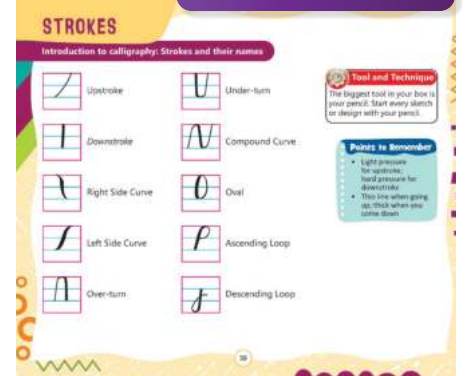 STROKES
Introduction to calligraphy: Strokes and their names
Upstroke
Downstroke
Right Side Curve
Left Side Curve
Over-turn
Under-turn
Compound Curve
Oval
Ascending Loop
Descending Loop
Tool and Technique
The biggest tool in your box is
your pencil. Start every sketch
or design with your pencil.
Points to Remember
• Light pressure
for upstroke;
hard pressure for
downstroke
• Thin line when going
up, thick when you
come down